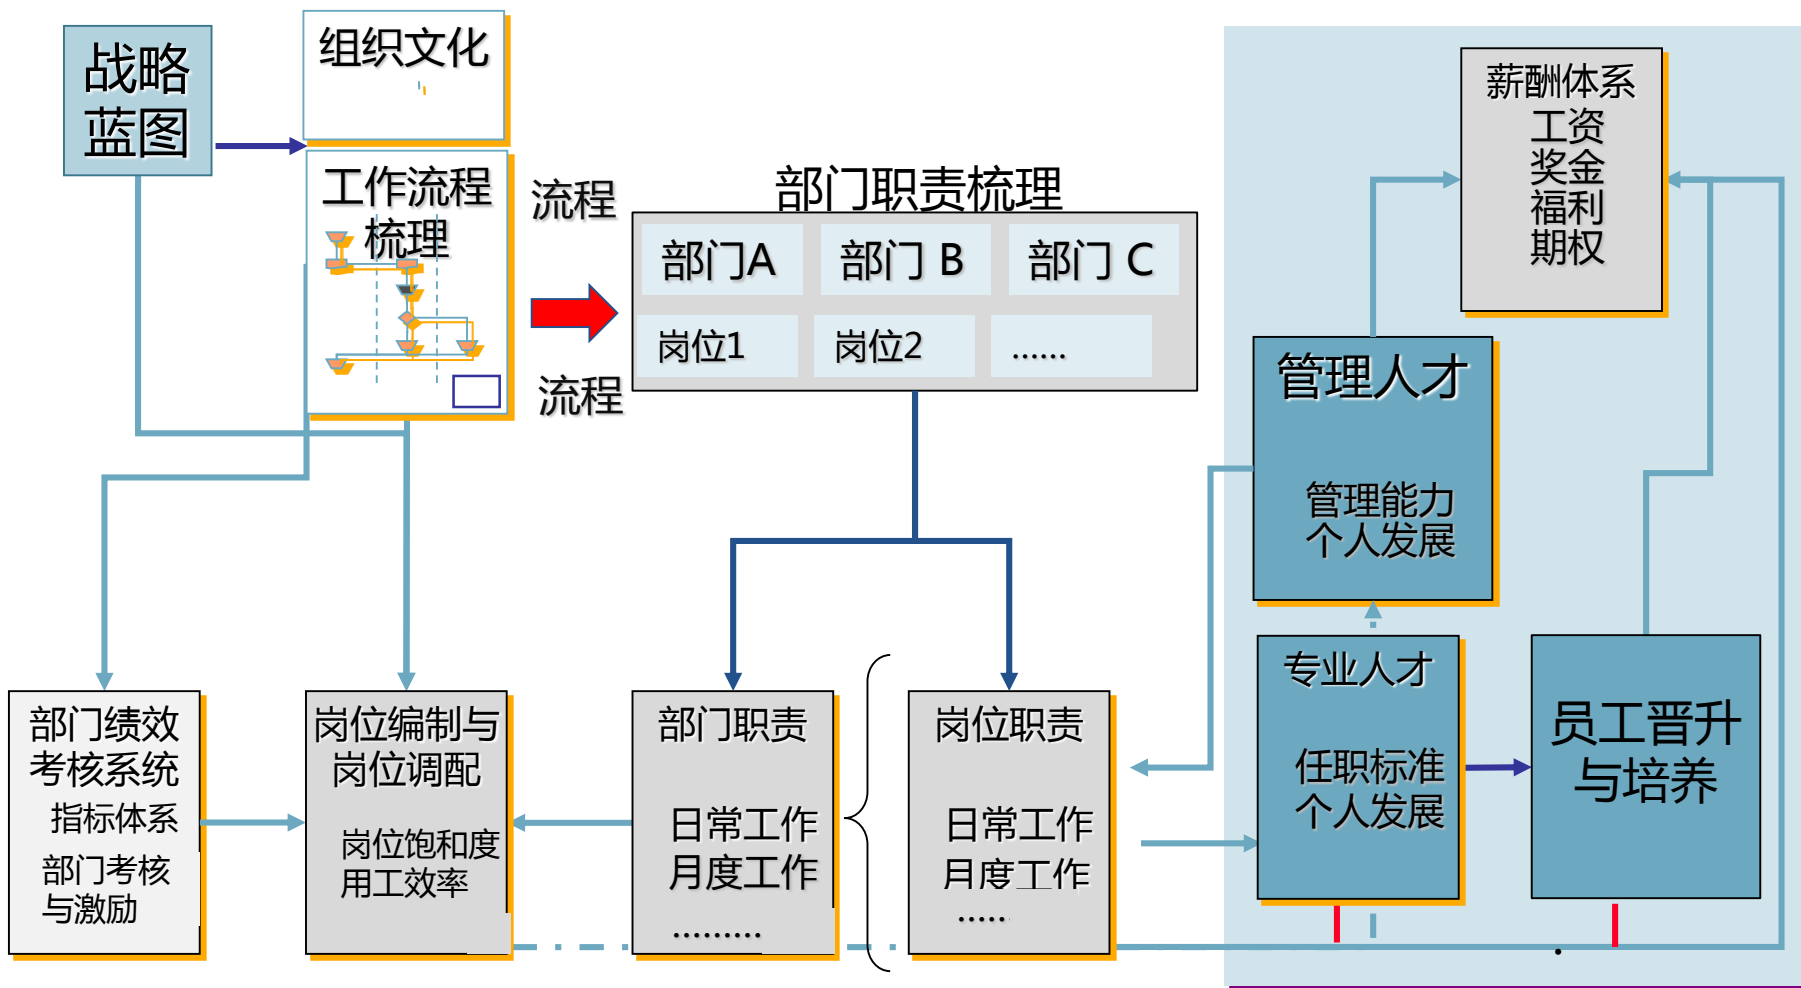 战略
蓝图
组织文化
工作流程
梳理
流程
流程
部门职责梳理
部门A
部门 B
部门 C
岗位1
岗位2
......
薪酬体系
工资
奖金
福利
期权
管理人才
管理能力
个人发展
专业人才
任职标准
个人发展
员工晋升
与培养
部门绩效
考核系统
指标体系
部门考核
与激励
岗位编制与
岗位调配
岗位饱和度
用工效率
部门职责
日常工作
月度工作
.........
岗位职责
日常工作
月度工作
.....
.